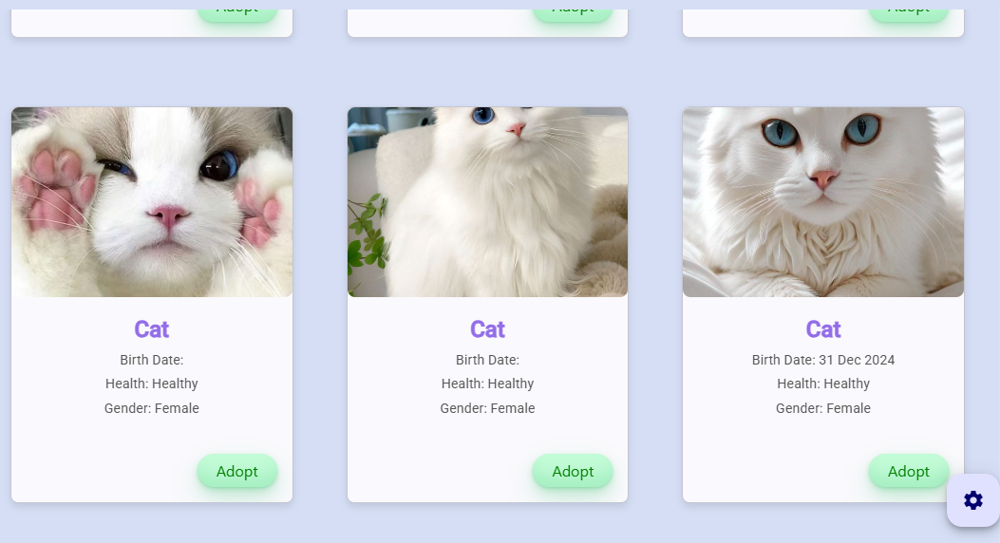 Adopt
Adopt
Adopt
Cat
Birth Date:
Health: Healthy
Gender: Female
Adopt
Cat
Birth Date:
Health: Healthy
Gender: Female
Adopt
Cat
Birth Date: 31 Dec 2024
Health: Healthy
Gender: Female
Adopt